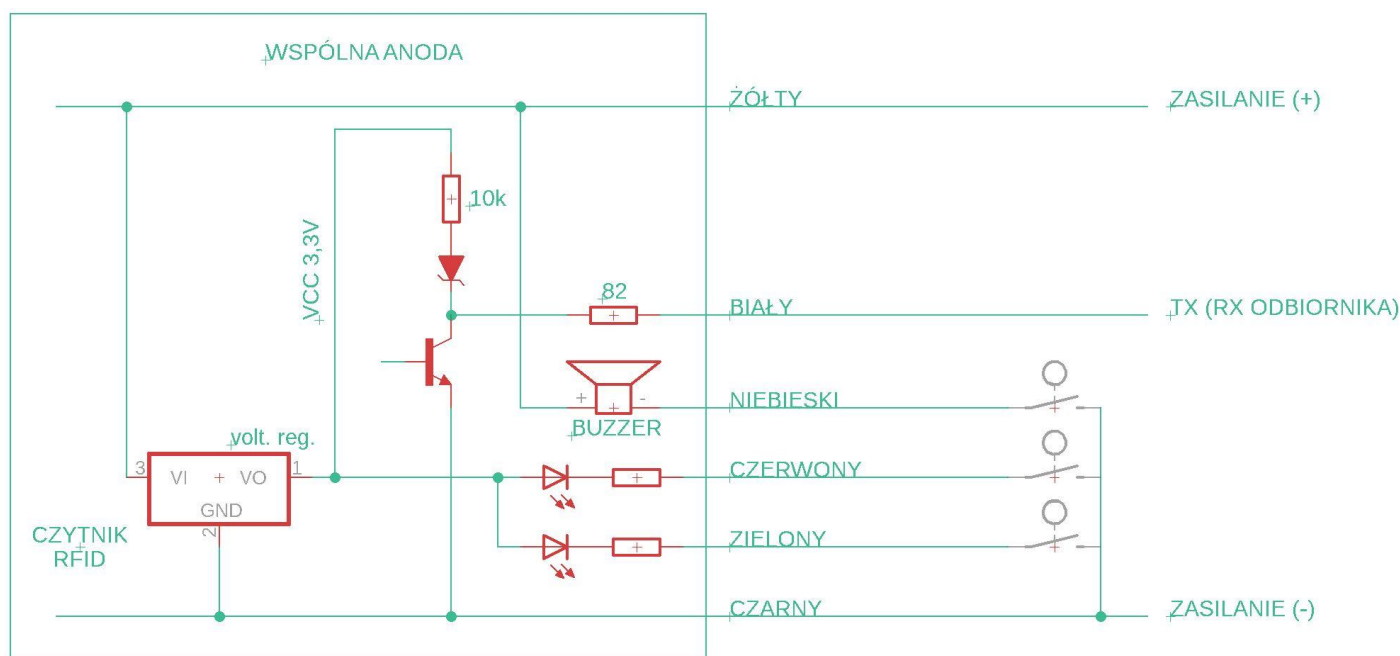 WSPÓLNA ANODA
ŻÓŁTY
ZASILANIE (+)
10k
VCC 3,3V
82
BIAŁY
TX (RX ODBIORNIKA)
+
-
NIEBIESKI
BUZZER
volt. reg.
3
VI
VO
1
GND
2
CZERWONY
CZYTNIK
RFID
ZIELONY
CZARNY
ZASILANIE (-)